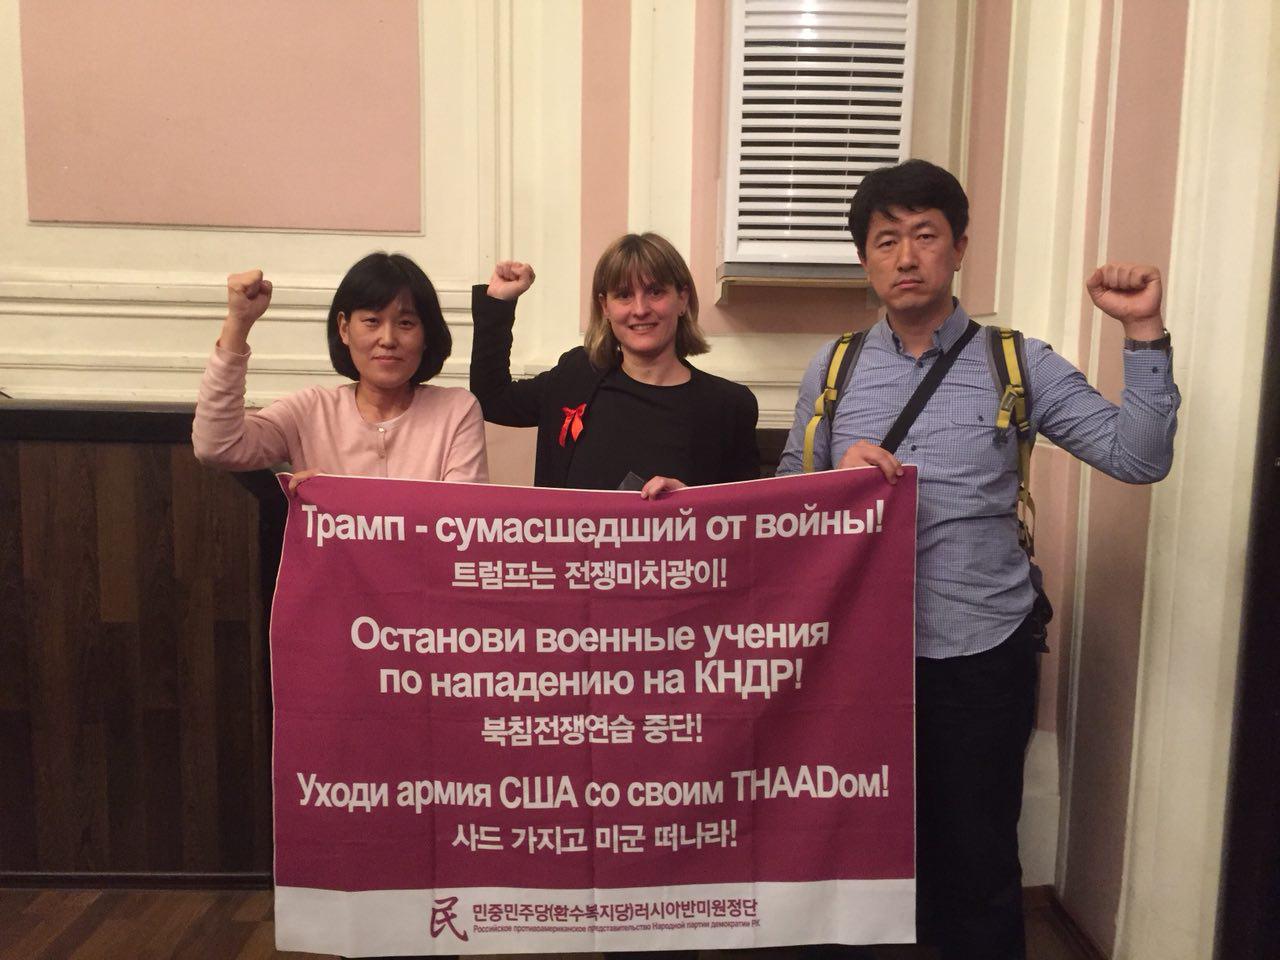 Трамп - сумасшедший от войны!
트럼프는 전쟁미치광이!
Останови военные учения
по нападению на КНДР!
북침전쟁연습 중단!
Уходи армия США со своим THAADом!
사드 가지고 미군 떠나라!
民 민중민주당(환수복지당)러시아반미원정단
Российское противоамериканское представительство Народной партии демократии РК